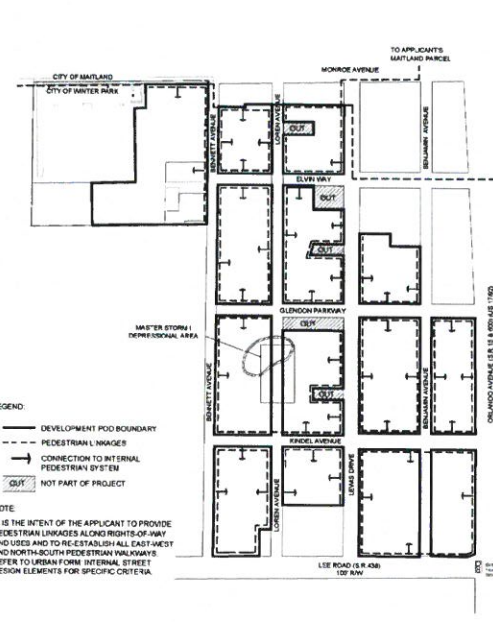 TO APPLICANT'S
MAITLAND PARCEL
MONROE AVENUE
CITY OF MAITLAND
CITY OF WINTER PARK
BENNETT AVENUE
LOREN AVENUE
BENJAMIN AVENUE
OUT
ELVIN WAY
OUT
OUT
GLENDON PARKWAY
OUT
MASTER STORM
DEPRESSIONAL AREA
BENNETT AVENUE
BENJAMIN AVENUE
ORLANDO AVENUE
OUT
KINDEL AVENUE
LOREN AVENUE
LEWIS DRIVE
LEE ROAD (S.R. 438)
100' R/W
EGEND:
DEVELOPMENT POD BOUNDARY
PEDESTRIAN LINKAGES
CONNECTION TO INTERNAL
PEDESTRIAN SYSTEM
OUT NOT PART OF PROJECT
OTE:
IS THE INTENT OF THE APPLICANT TO PROVIDE
EDESTRIAN LINKAGES ALONG RIGHTS-OF-WAY
ND USES AND TO RE-ESTABLISH ALL EAST-WEST
ND NORTH-SOUTH PEDESTRIAN WALKWAYS.
EFER TO URBAN FORM INTERNAL STREET
ESIGN ELEMENTS FOR SPECIFIC CRITERIA.